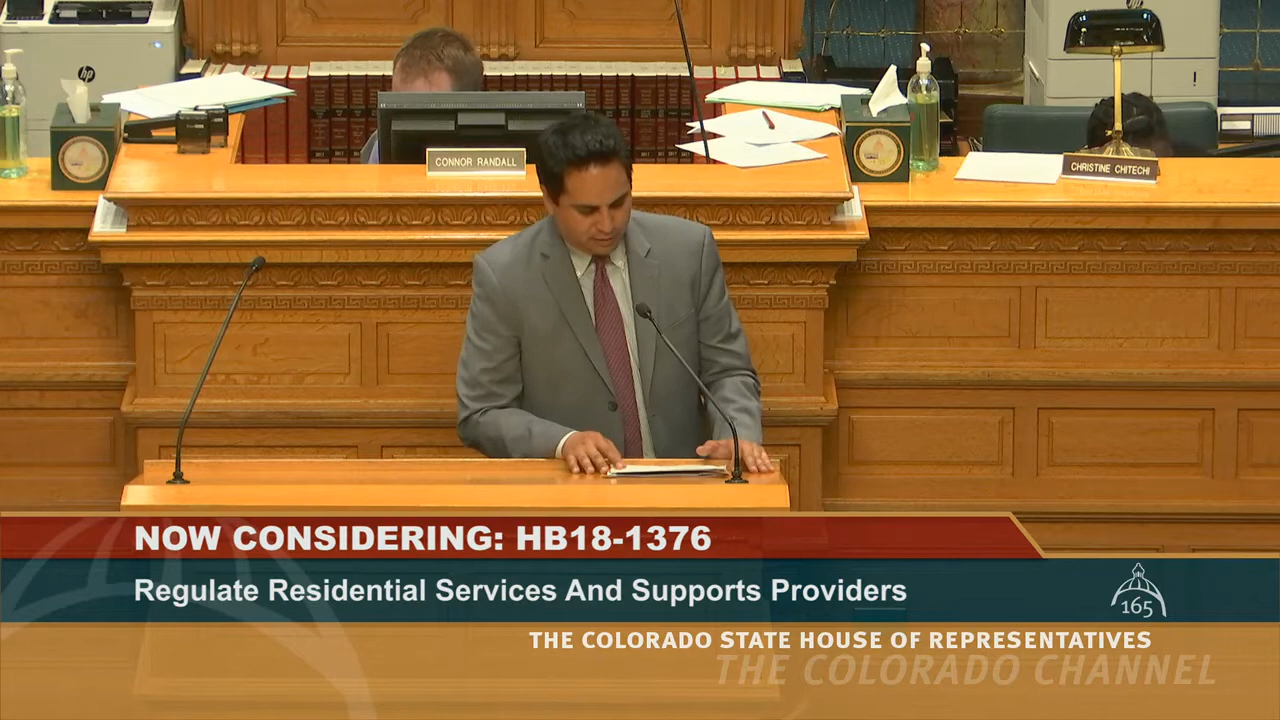 hp
CONNOR RANDALL
CHRISTINE CHITECHI
NOW CONSIDERING: HB18-1376
Regulate Residential Services And Supports Providers
165
THE COLORADO STATE HOUSE OF REPRESENTATIVES
THE COLORADO CHANNEL